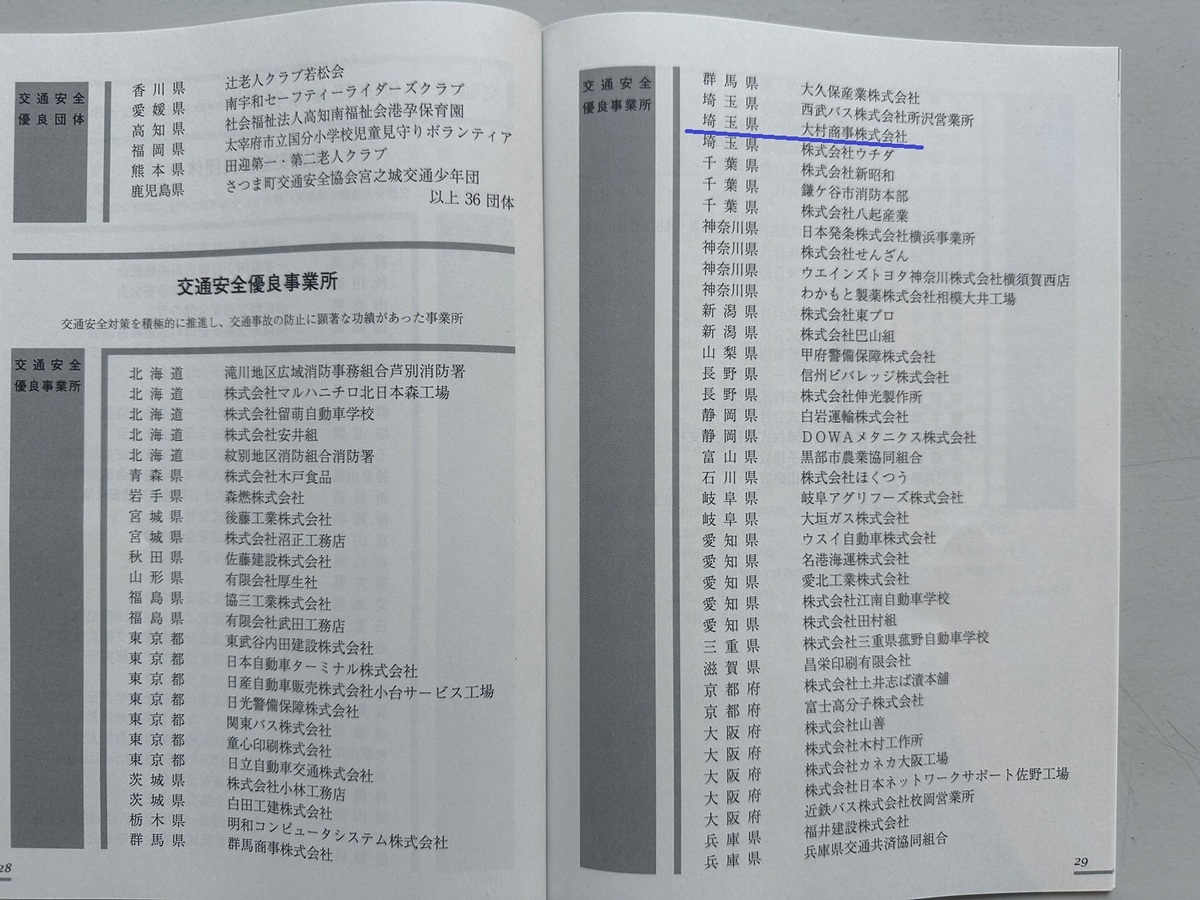 交通安全
優良団体
香川県 辻老人クラブ若松会
愛媛県 南宇和セーフティーライダーズクラブ
高知県 社会福祉法人高知南福祉会港孕保育園
福岡県 太宰府市立国分小学校児童見守りボランティア
熊本県 田迎第一・第二老人クラブ
鹿児島県 さつま町交通安全協会宮之城交通少年団
以上 36 団体
交通安全優良事業所
交通安全対策を積極的に推進し、交通事故の防止に顕著な功績があった事業所
交通安全
優良事業所
北海道 滝川地区広域消防事務組合芦別消防署
北海道 株式会社マルハニチロ北日本森工場
北海道 株式会社留萌自動車学校
北海道 株式会社安井組
北海道 紋別地区消防組合消防署
青森県 株式会社木戸食品
岩手県 森燃株式会社
宮城県 後藤工業株式会社
宮城県 株式会社沼正工務店
秋田県 佐藤建設株式会社
山形県 有限会社厚生社
福島県 協三工業株式会社
福島県 有限会社武田工務店
東京都 東武谷内田建設株式会社
東京都 日本自動車ターミナル株式会社
東京都 日産自動車販売株式会社小台サービス工場
東京都 日光警備保障株式会社
東京都 関東バス株式会社
東京都 童心印刷株式会社
東京都 日立自動車交通株式会社
茨城県 株式会社小林工務店
茨城県 白田工建株式会社
栃木県 明和コンピュータシステム株式会社
群馬県 群馬商事株式会社
28
交通安全
優良事業所
群馬県 大久保産業株式会社
埼玉県 西武バス株式会社所沢営業所
埼玉県 大村商事株式会社
埼玉県 株式会社ウチダ
千葉県 株式会社新昭和
千葉県 鎌ケ谷市消防本部
千葉県 株式会社八起産業
神奈川県 日本発条株式会社横浜事業所
神奈川県 株式会社せんざん
神奈川県 ウエインズトヨタ神奈川株式会社横須賀西店
神奈川県 わかもと製薬株式会社相模大井工場
新潟県 株式会社東プロ
新潟県 株式会社巴山組
山梨県 甲府警備保障株式会社
長野県 信州ビバレッジ株式会社
長野県 株式会社伸光製作所
静岡県 白岩運輸株式会社
静岡県 DOWAメタニクス株式会社
富山県 黒部市農業協同組合
石川県 株式会社ほくつう
岐阜県 岐阜アグリフーズ株式会社
岐阜県 大垣ガス株式会社
愛知県 ウスイ自動車株式会社
愛知県 名港海運株式会社
愛知県 愛北工業株式会社
愛知県 株式会社江南自動車学校
愛知県 株式会社田村組
三重県 株式会社三重県菰野自動車学校
滋賀県 昌栄印刷有限会社
京都府 株式会社土井志ば漬本舗
京都府 富士高分子株式会社
大阪府 株式会社山善
大阪府 株式会社木村工作所
大阪府 株式会社カネカ大阪工場
大阪府 株式会社日本ネットワークサポート佐野工場
大阪府 近鉄バス株式会社枚岡営業所
兵庫県 福井建設株式会社
兵庫県 兵庫県交通共済協同組合
29